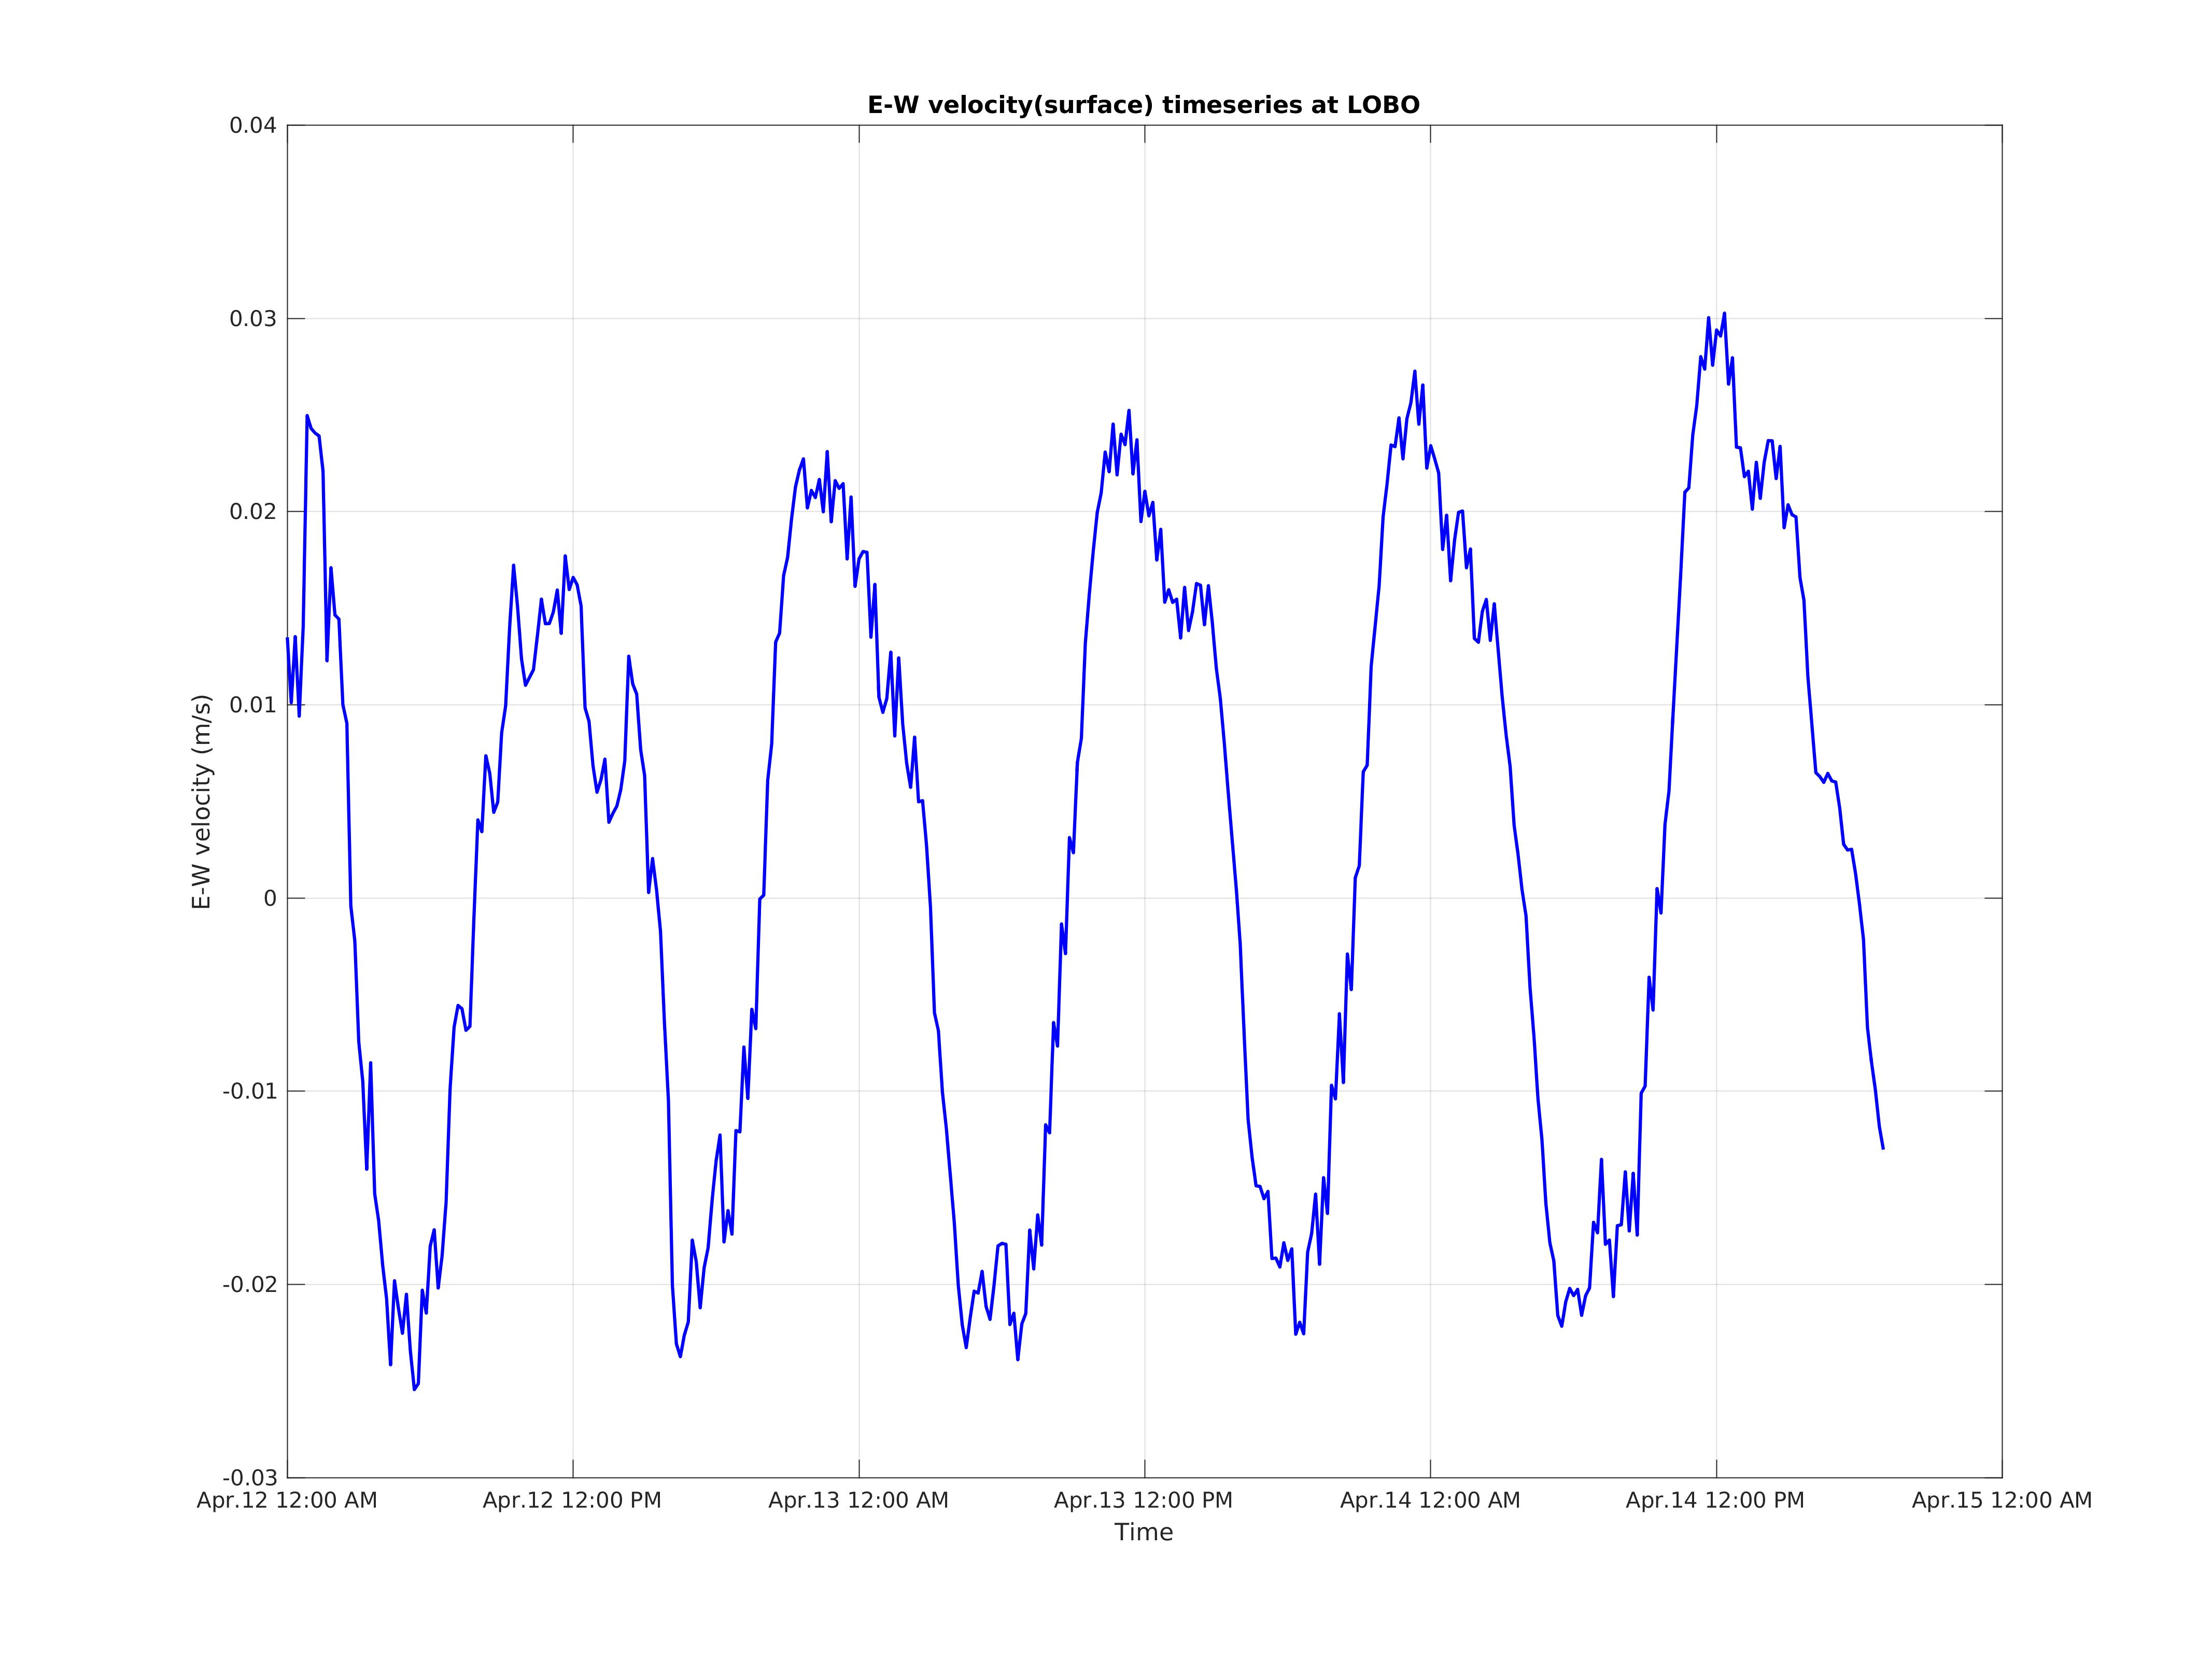 E-W velocity(surface) timeseries at LOBO
0.04
0.03
0.02
0.01
0
-0.01
-0.02
-0.03
E-W velocity (m/s)
Apr.12 12:00 AM Apr.12 12:00 PM Apr.13 12:00 AM Apr.13 12:00 PM Apr.14 12:00 AM Apr.14 12:00 PM Apr.15 12:00 AM
Time